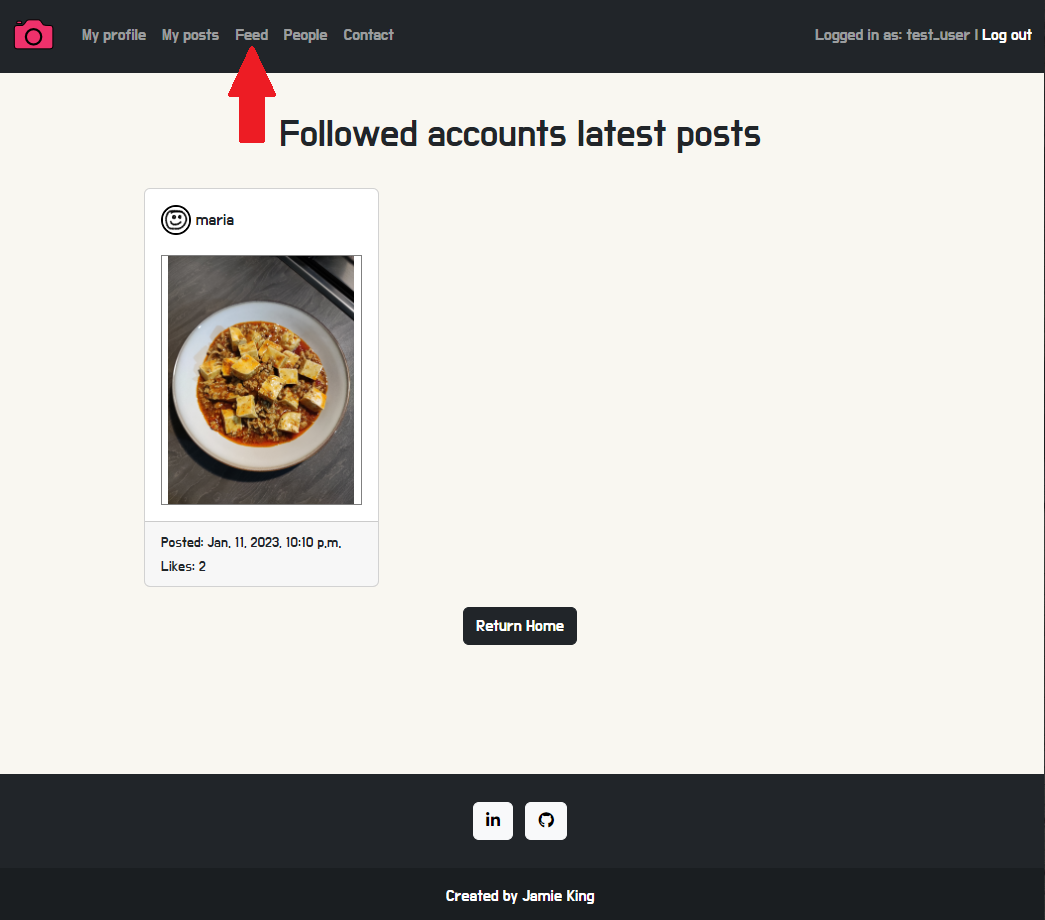 My profile My posts Feed People Contact Logged in as: test_user | Log out
Followed accounts latest posts
maria
Posted: Jan. 11, 2023, 10:10 p.m.
Likes: 2
Return Home
in
Created by Jamie King